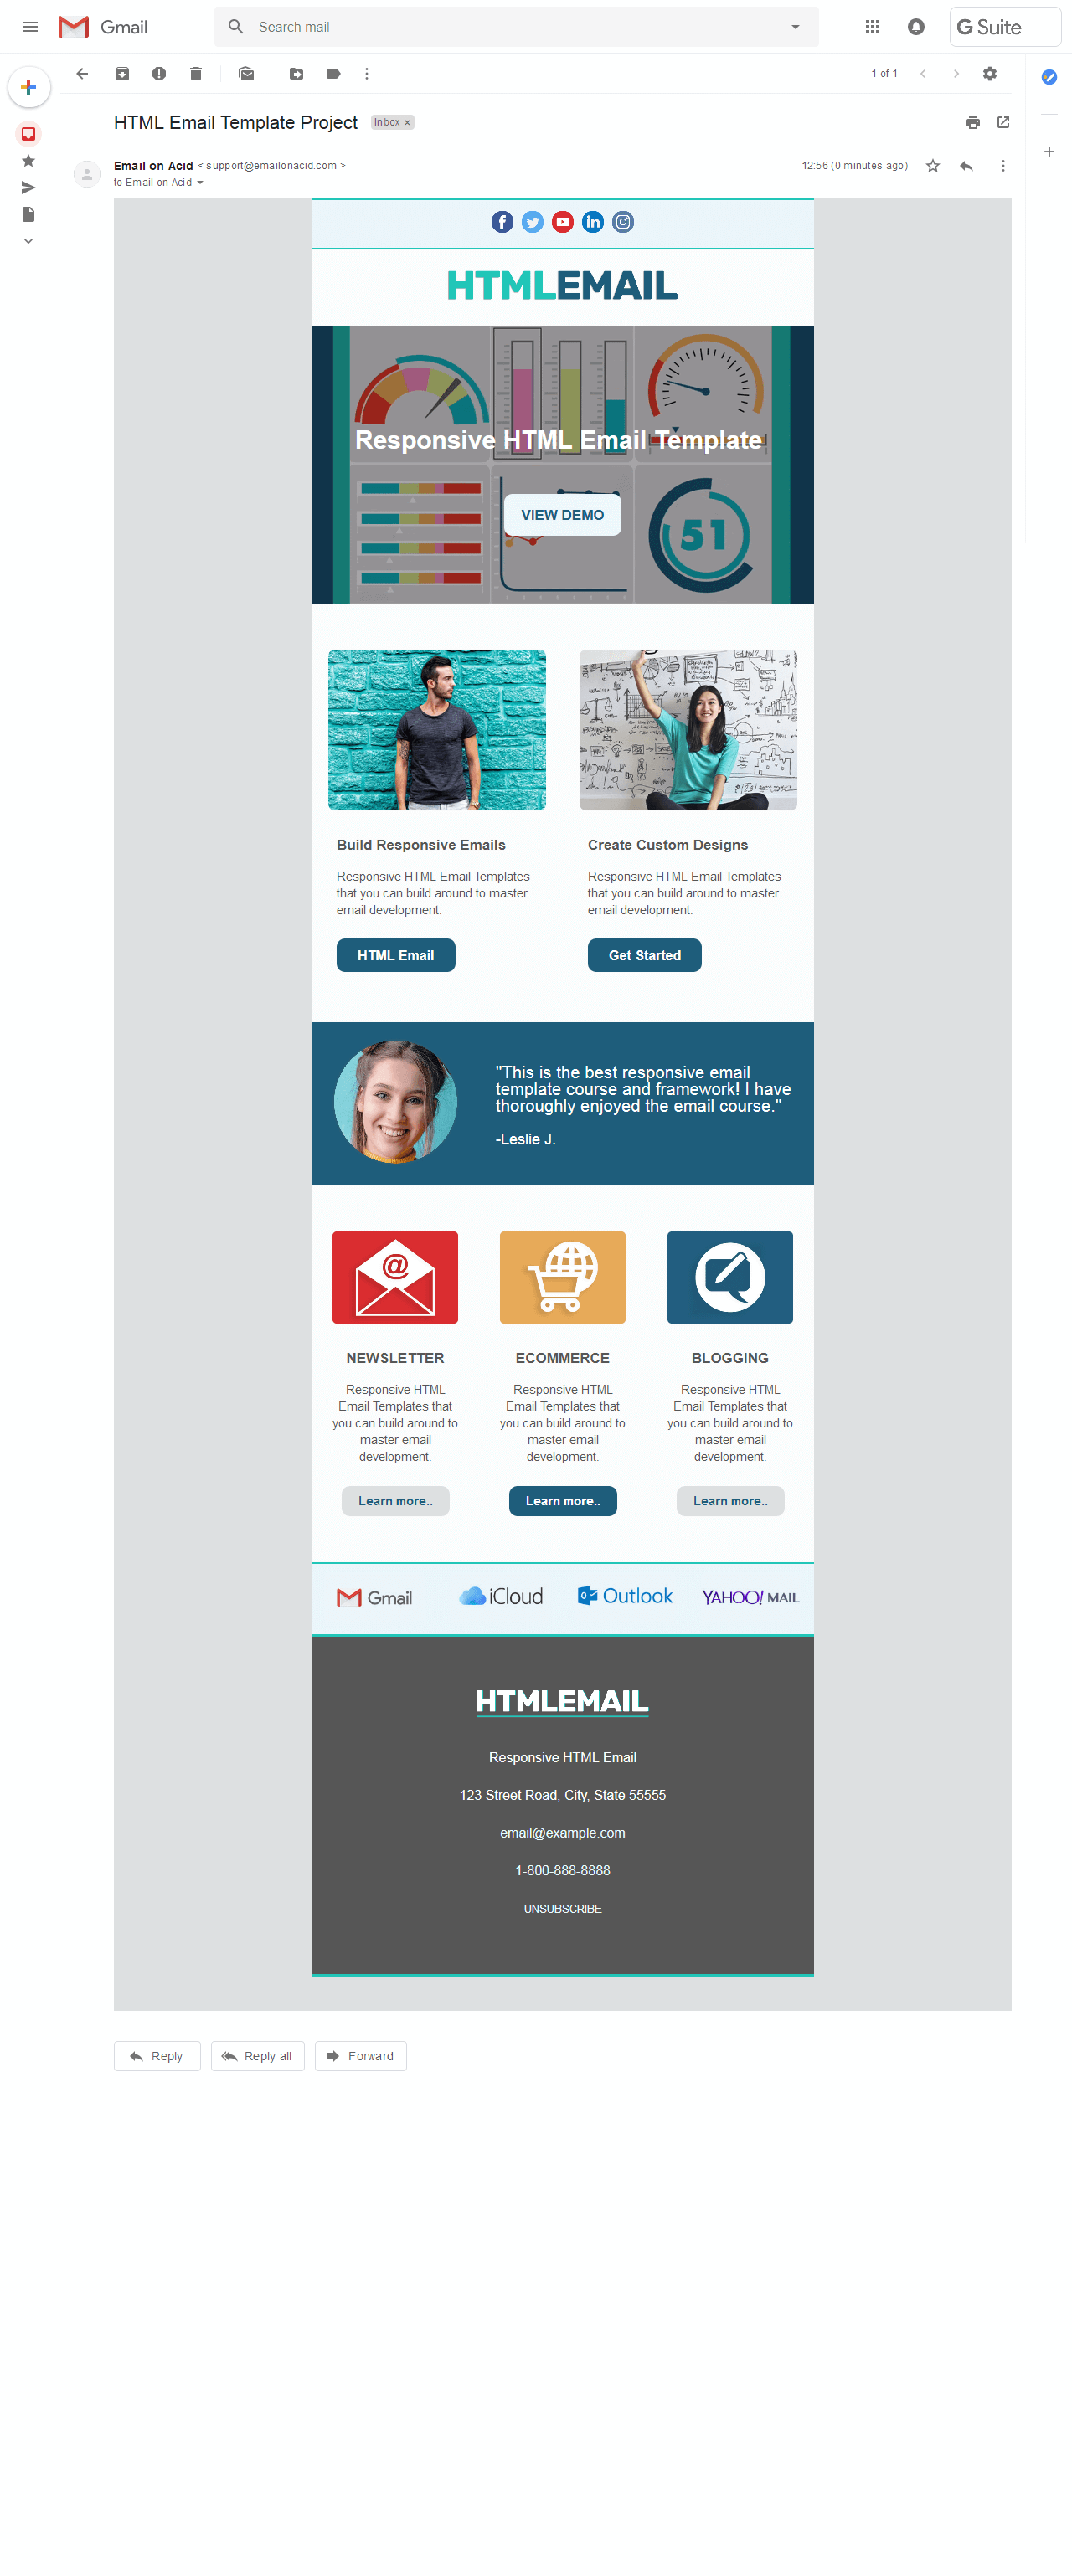 Gmail
Search mail
G Suite
1 of 1
HTML Email Template Project
Inbox ×
Email on Acid < support@emailonacid.com >
12:56 (0 minutes ago)
to Email on Acid
HTMLEMAIL
Responsive HTML Email Template
VIEW DEMO
51
Build Responsive Emails
Responsive HTML Email Templates
that you can build around to master
email development.
HTML Email
Create Custom Designs
Responsive HTML Email Templates
that you can build around to master
email development.
Get Started
"This is the best responsive email
template course and framework! I have
thoroughly enjoyed the email course."
-Leslie J.
@
NEWSLETTER
Responsive HTML
Email Templates that
you can build around to
master email
development.
Learn more..
ECOMMERCE
Responsive HTML
Email Templates that
you can build around to
master email
development.
Learn more..
BLOGGING
Responsive HTML
Email Templates that
you can build around to
master email
development.
Learn more..
Gmail
iCloud
Outlook
YAHOO! MAIL
HTMLEMAIL
Responsive HTML Email
123 Street Road, City, State 55555
email@example.com
1-800-888-8888
UNSUBSCRIBE
Reply
Reply all
Forward